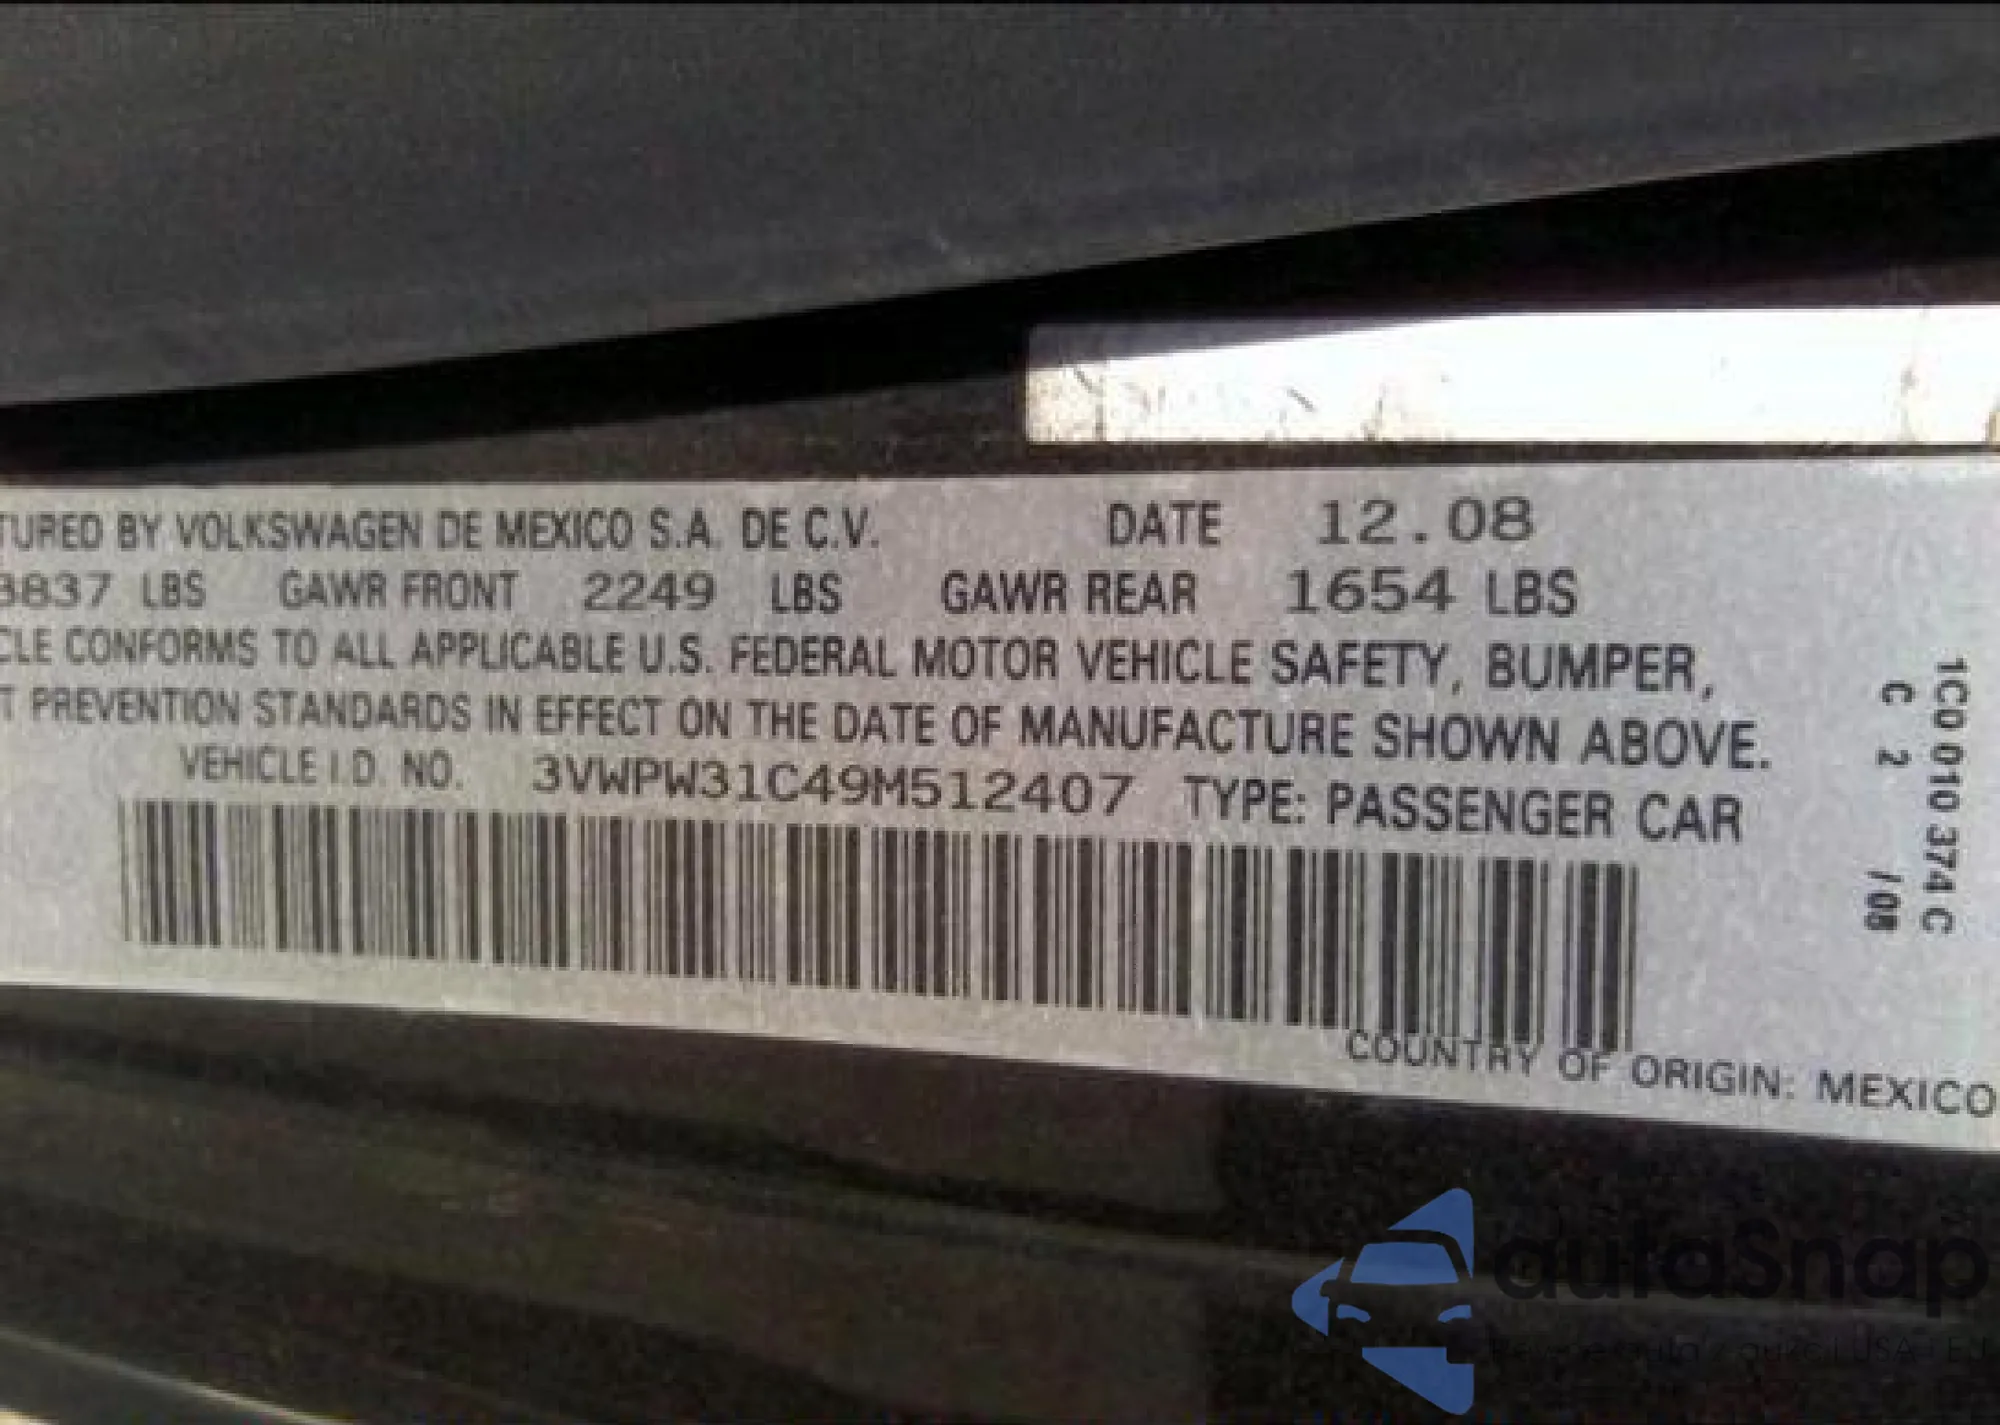 TURED BY VOLKSWAGEN DE MEXICO S.A. DE C.V. DATE 12.08
3837 LBS GAWR FRONT 2249 LBS GAWR REAR 1654 LBS
CLE CONFORMS TO ALL APPLICABLE U.S. FEDERAL MOTOR VEHICLE SAFETY, BUMPER,
T PREVENTION STANDARDS IN EFFECT ON THE DATE OF MANUFACTURE SHOWN ABOVE.
VEHICLE I.D. NO. 3VWPW31C49M512407 TYPE: PASSENGER CAR
COUNTRY OF ORIGIN: MEXICO
1C0 010 374 C
C 2 /08
autaSnap